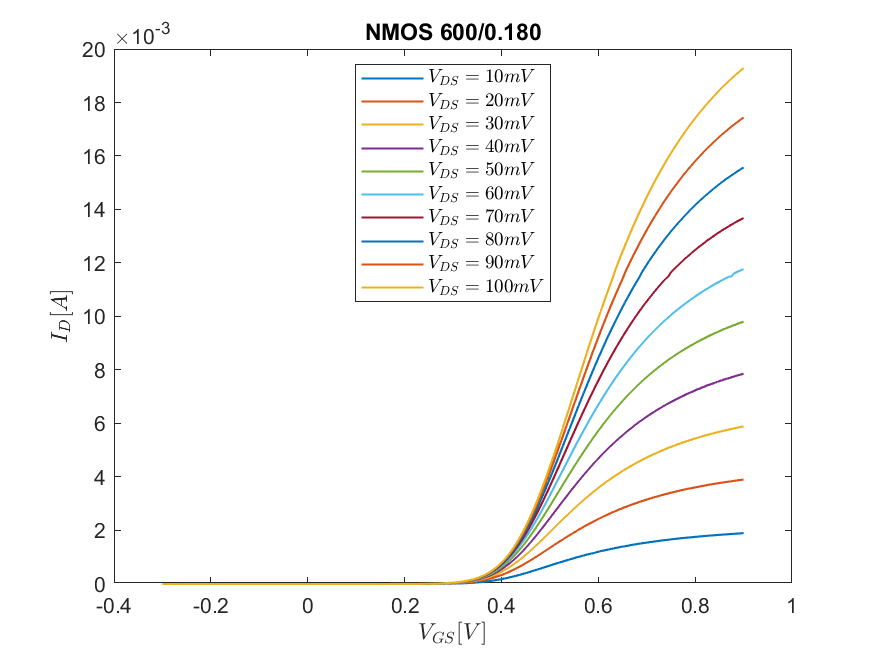 NMOS 600/0.180
×10^-3
20
18
16
14
12
10
8
6
4
2
0
I_D[A]
V_DS = 10mV
V_DS = 20mV
V_DS = 30mV
V_DS = 40mV
V_DS = 50mV
V_DS = 60mV
V_DS = 70mV
V_DS = 80mV
V_DS = 90mV
V_DS = 100mV
-0.4 -0.2 0 0.2 0.4 0.6 0.8 1
V_GS[V]